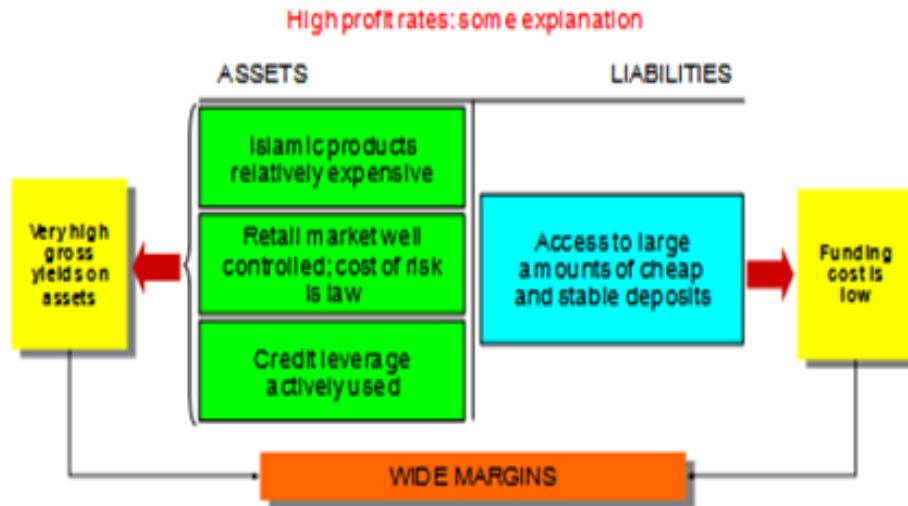 High profit rates: some explanation
ASSETS
LIABILITIES
Islamic products
relatively expensive
Retail market well
controlled; cost of risk
is law
Credit leverage
actively used
Very high
gross
yields on
assets
Access to large
amounts of cheap
and stable deposits
Funding
cost is
low
WIDE MARGINS